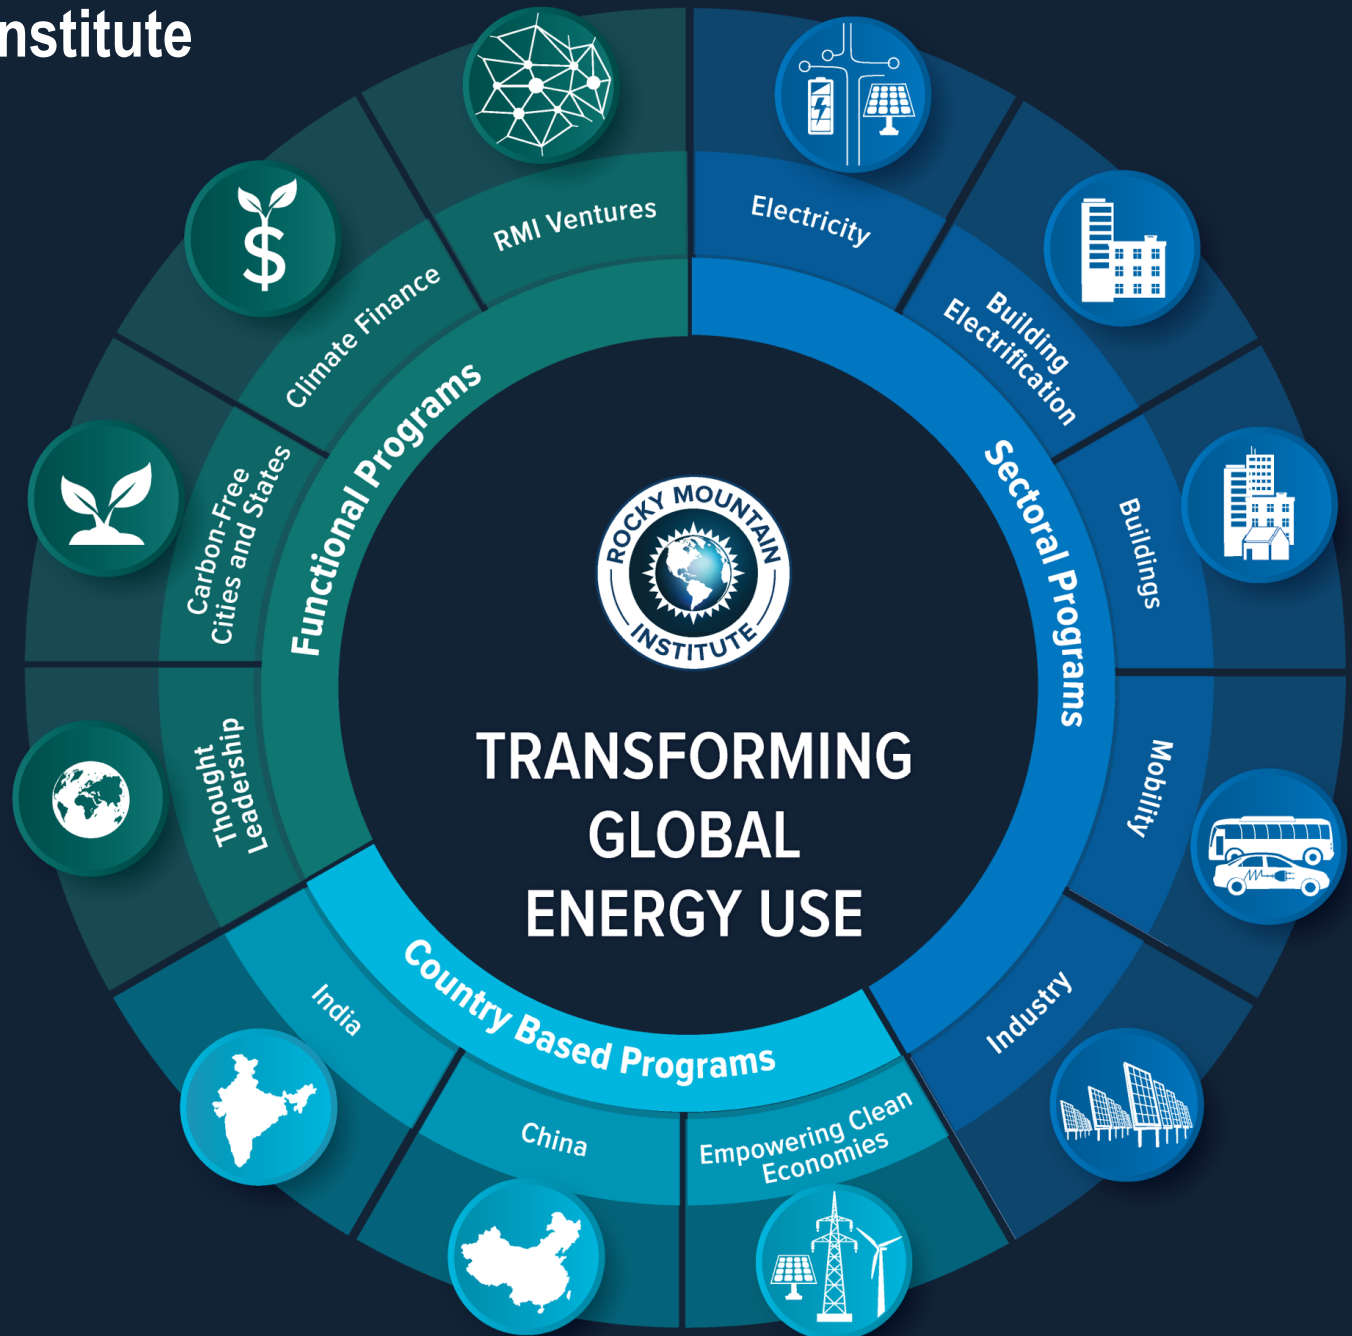 nstitute
RMI Ventures
Electricity
Building
Electrification
Buildings
Mobility
Industry
Empowering Clean
Economies
China
India
Thought
Leadership
Carbon-Free
Cities and States
Climate Finance
Functional Programs
Sectoral Programs
Country Based Programs
ROCKY MOUNTAIN
INSTITUTE
TRANSFORMING
GLOBAL
ENERGY USE